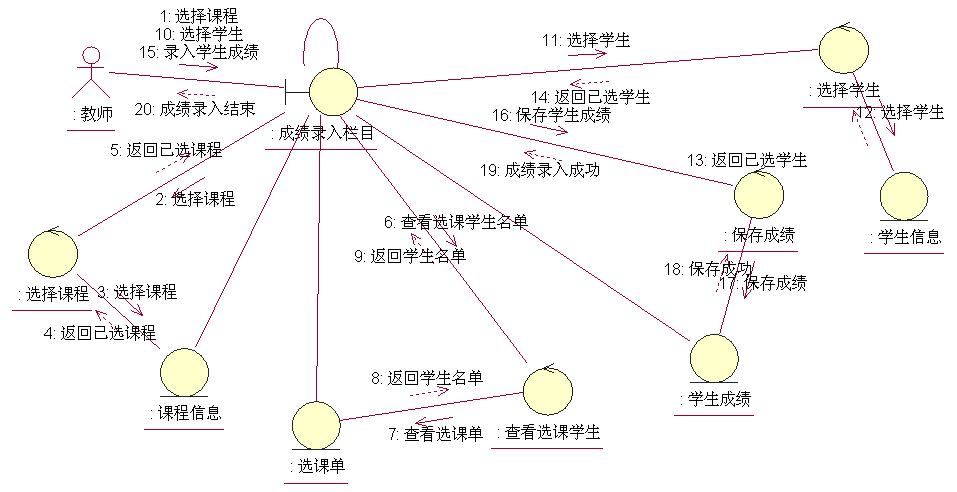 1: 选择课程
10: 选择学生
15: 录入学生成绩
20: 成绩录入结束
: 教师
: 成绩录入栏目
11: 选择学生
14: 返回已选学生
: 选择学生
12: 选择学生
16: 保存学生成绩
19: 成绩录入成功
13: 返回已选学生
: 保存成绩
: 学生信息
5: 返回已选课程
2: 选择课程
6: 查看选课学生名单
9: 返回学生名单
18: 保存成功
17: 保存成绩
: 选择课程
3: 选择课程
4: 返回已选课程
: 课程信息
8: 返回学生名单
7: 查看选课单
: 选课单
: 查看选课学生
: 学生成绩